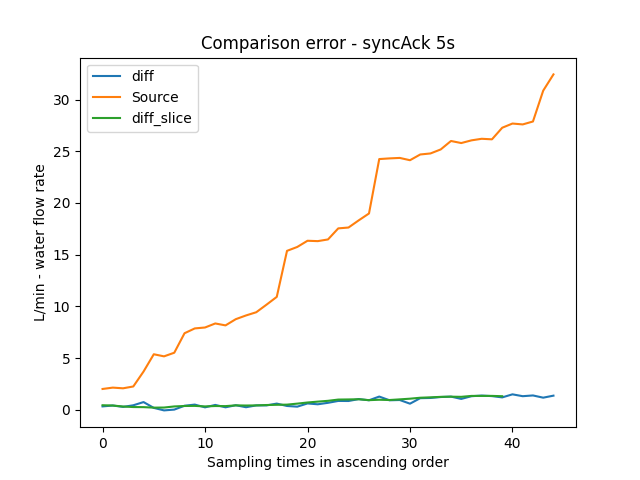 Comparison error - syncAck 5s
diff
Source
diff_slice
L/min - water flow rate
30
25
20
15
10
5
0
0 10 20 30 40
Sampling times in ascending order